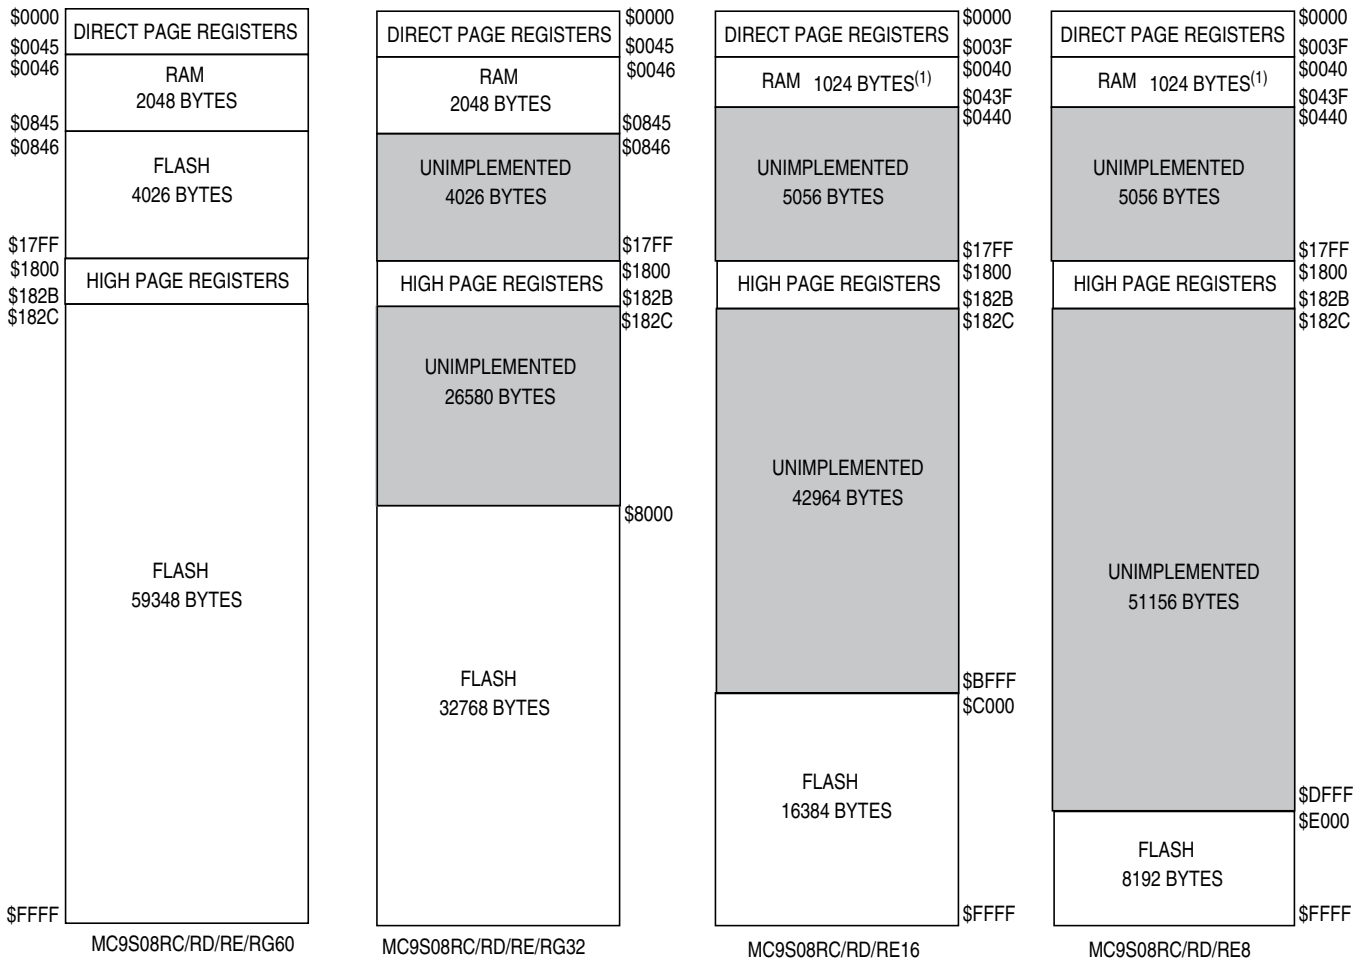 $0000
DIRECT PAGE REGISTERS
$0045
$0046
RAM
2048 BYTES
$0845
$0846
FLASH
4026 BYTES
$17FF
$1800
HIGH PAGE REGISTERS
$182B
$182C
FLASH
59348 BYTES
$FFFF
MC9S08RC/RD/RE/RG60
$0000
DIRECT PAGE REGISTERS
$0045
$0046
RAM
2048 BYTES
$0845
$0846
UNIMPLEMENTED
4026 BYTES
$17FF
$1800
HIGH PAGE REGISTERS
$182B
$182C
UNIMPLEMENTED
26580 BYTES
$8000
FLASH
32768 BYTES
MC9S08RC/RD/RE/RG32
$0000
DIRECT PAGE REGISTERS
$003F
$0040
RAM 1024 BYTES(1)
$043F
$0440
UNIMPLEMENTED
5056 BYTES
$17FF
$1800
HIGH PAGE REGISTERS
$182B
$182C
UNIMPLEMENTED
42964 BYTES
$BFFF
$C000
FLASH
16384 BYTES
$FFFF
MC9S08RC/RD/RE16
$0000
DIRECT PAGE REGISTERS
$003F
$0040
RAM 1024 BYTES(1)
$043F
$0440
UNIMPLEMENTED
5056 BYTES
$17FF
$1800
HIGH PAGE REGISTERS
$182B
$182C
UNIMPLEMENTED
51156 BYTES
$DFFF
$E000
FLASH
8192 BYTES
$FFFF
MC9S08RC/RD/RE8